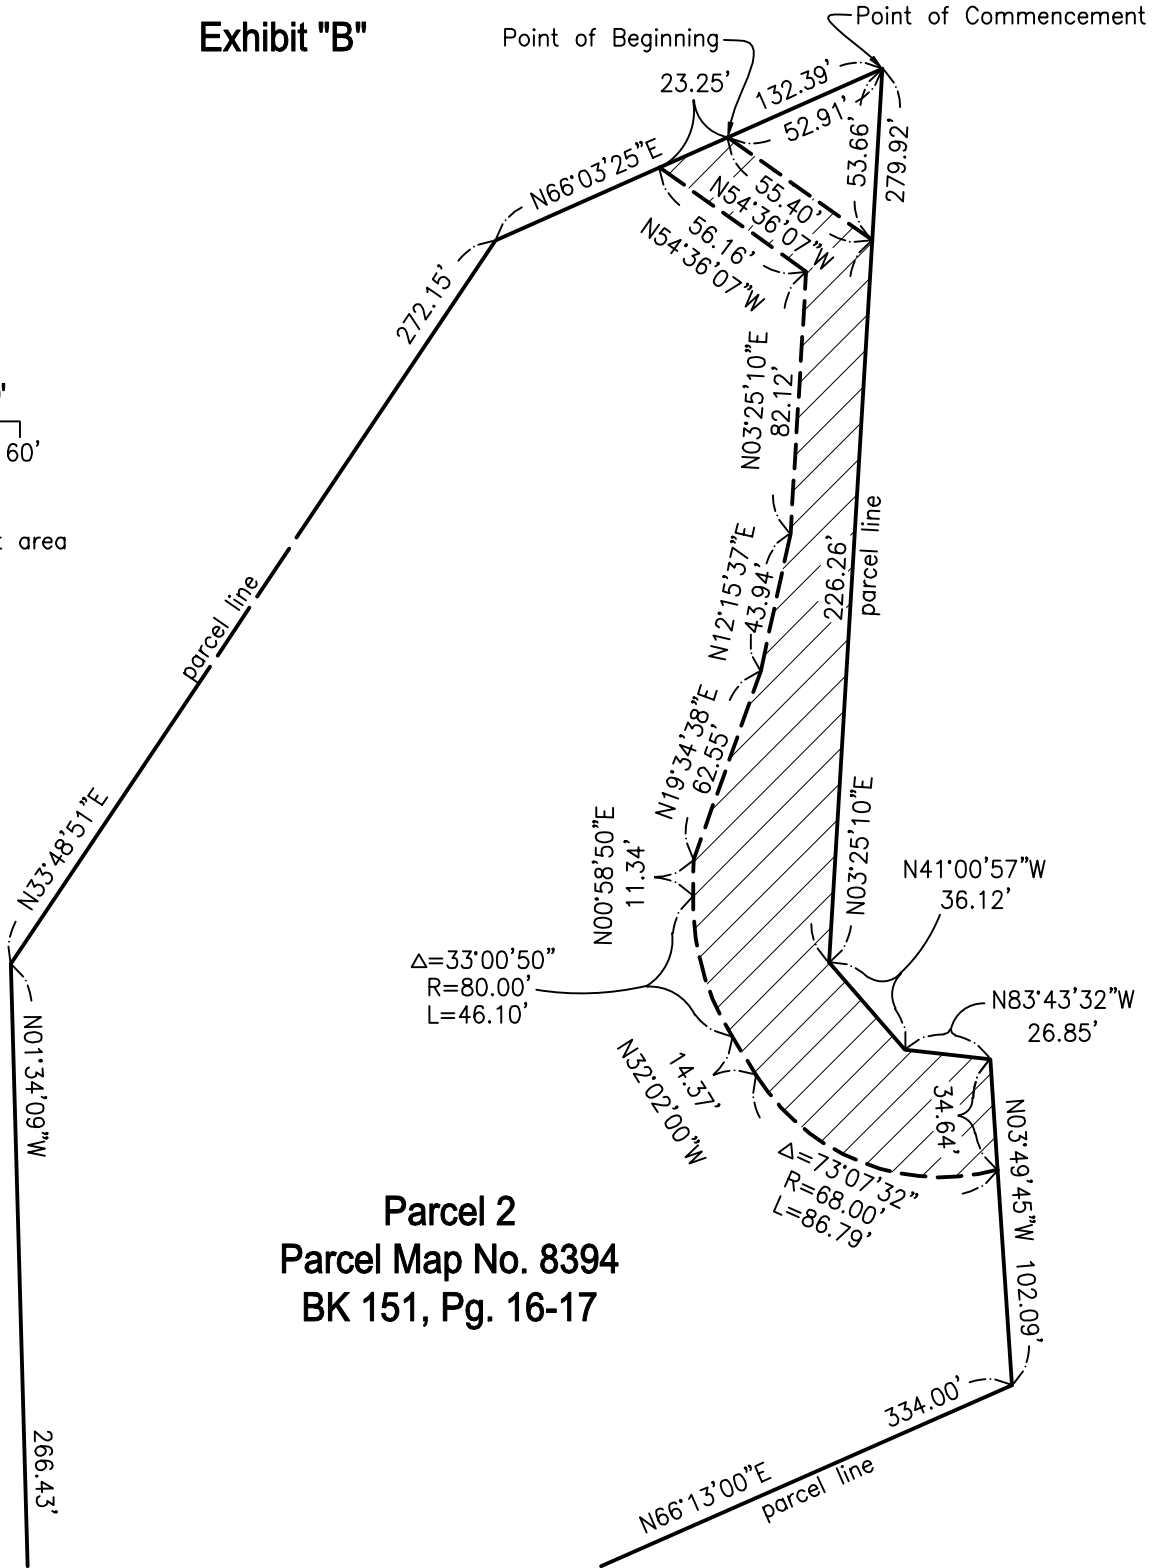 Exhibit "B"
Point of Beginning
Point of Commencement
23.25'
132.39'
52.91'
53.66'
279.92'
N66°03'25"E
55.40'
N54°36'07"W
56.16'
N54°36'07"W
272.15'
60'
area
N03°25'10"E
82.12'
parcel line
226.26'
parcel line
N12°15'37"E
43.94'
N19°34'38"E
62.55'
N33°48'51"E
N00°58'50"E
11.34'
N03°25'10"E
N41°00'57"W
36.12'
Δ=33°00'50"
R=80.00'
L=46.10'
N83°43'32"W
26.85'
N01°34'09"W
14.37'
N32°02'00"W
34.64'
N03°49'45"W 102.09'
Δ=73°07'32"
R=68.00'
L=86.79'
Parcel 2
Parcel Map No. 8394
BK 151, Pg. 16-17
334.00'
N66°13'00"E
parcel line
266.43'